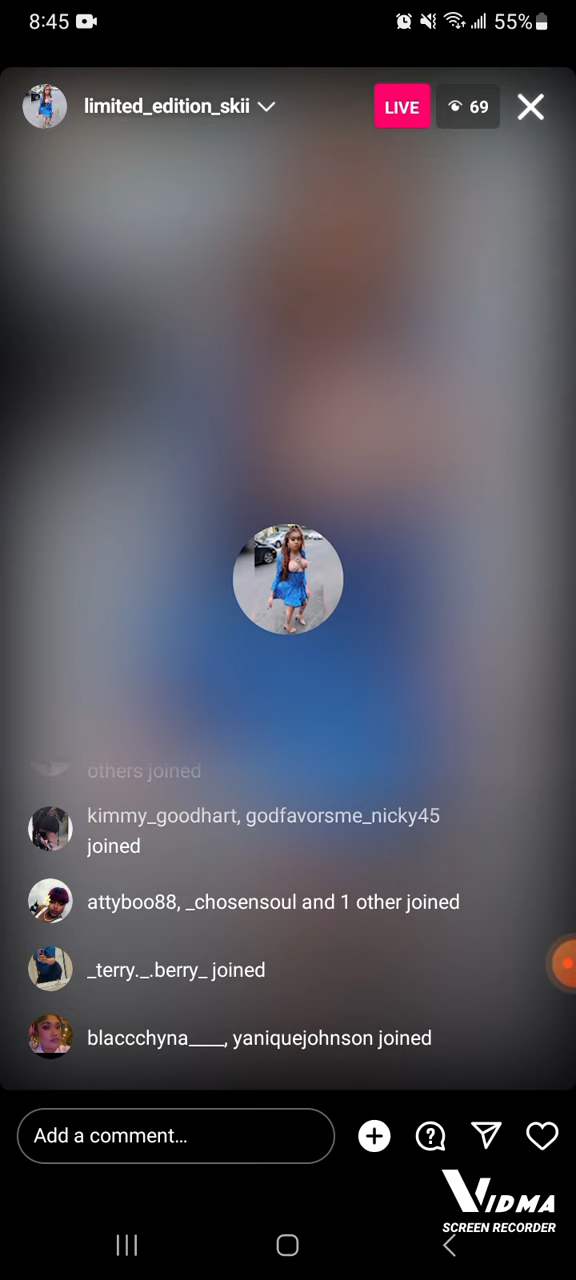 8:45 55%
limited_edition_skii LIVE 69
others joined
kimmy_goodhart, godfavorsme_nicky45
joined
attyboo88, _chosensoul and 1 other joined
_terry._.berry_ joined
blaccchyna____, yaniquejohnson joined
Add a comment...
VIDMA
SCREEN RECORDER